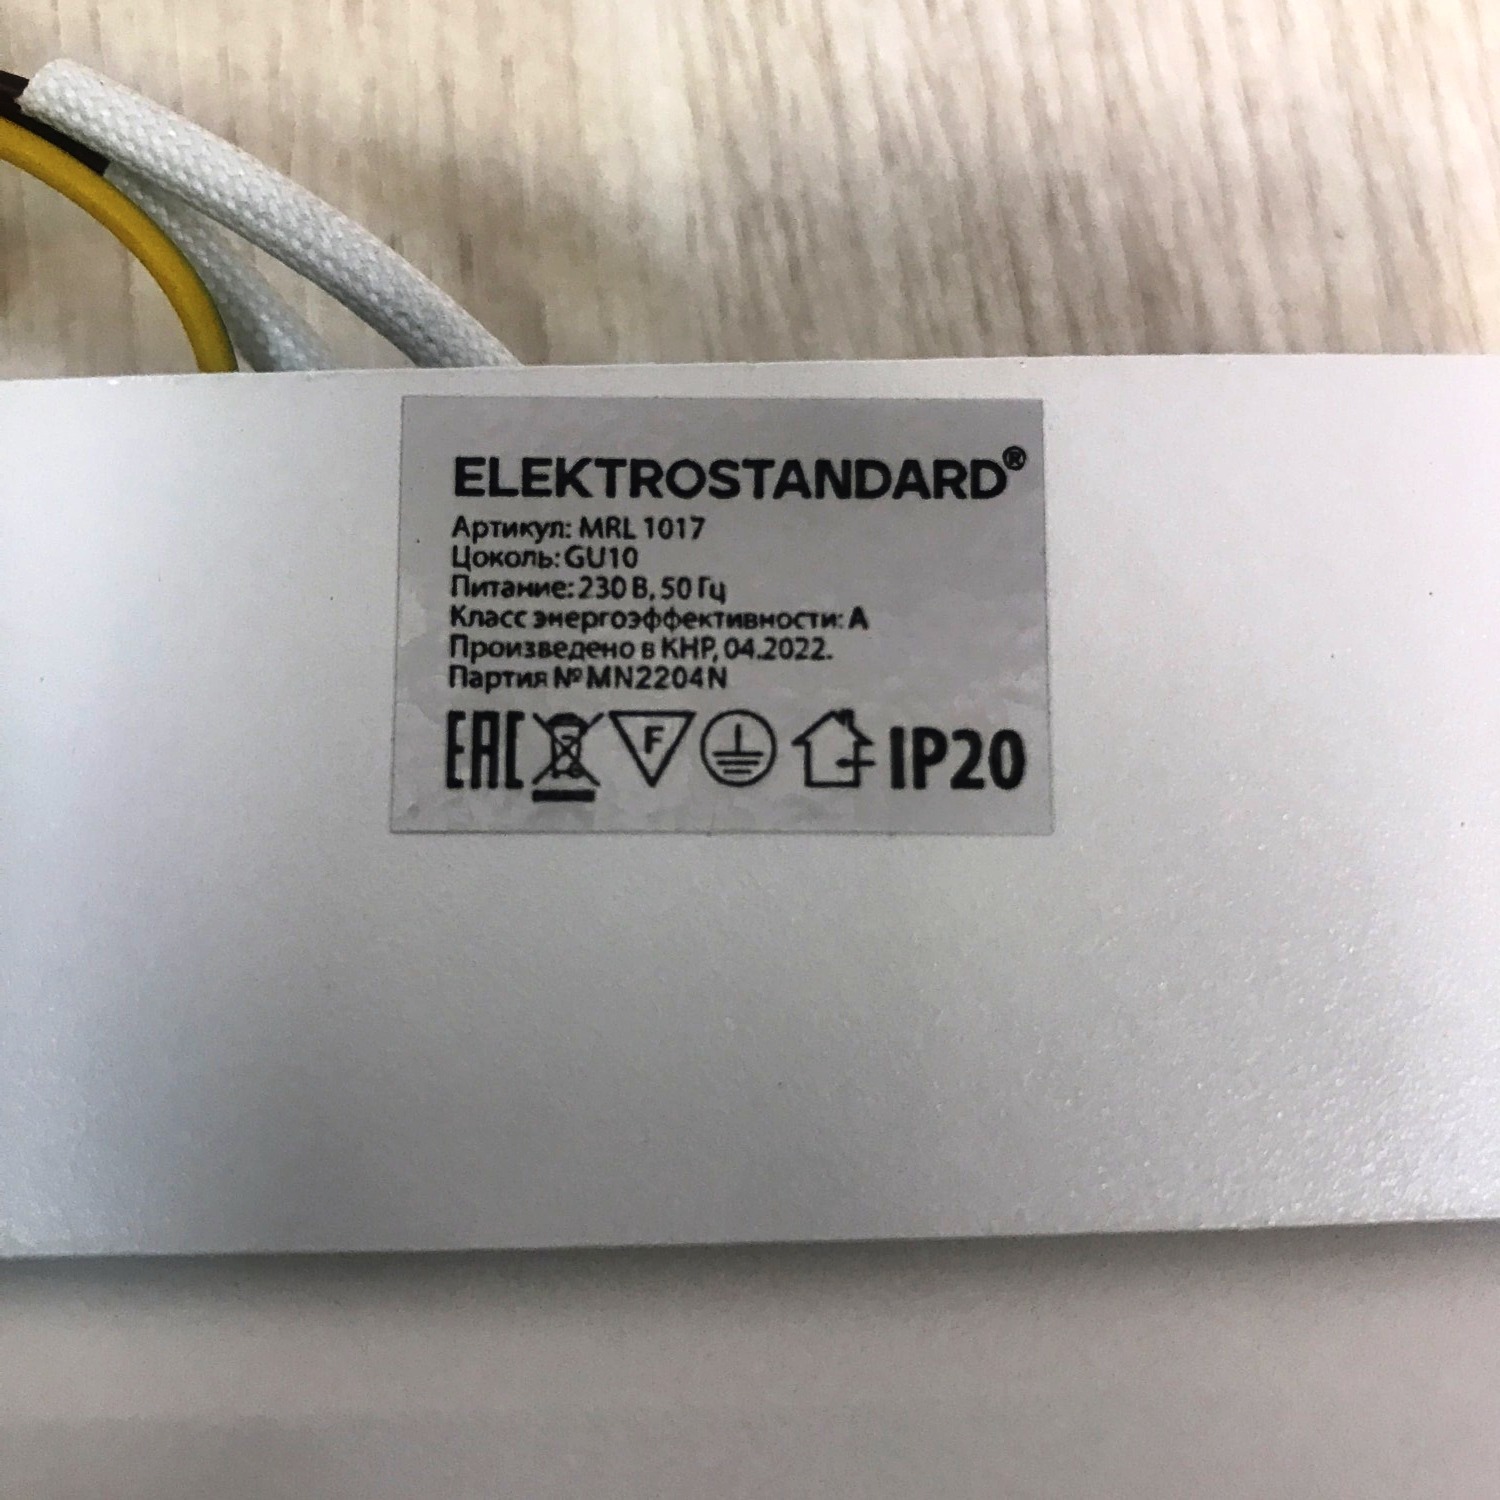 ELEKTROSTANDARD®
Артикул: MRL 1017
Цоколь: GU10
Питание: 230 В, 50 Гц
Класс энергоэффективности: А
Произведено в КНР, 04.2022.
Партия № MN2204N
EAC F IP20